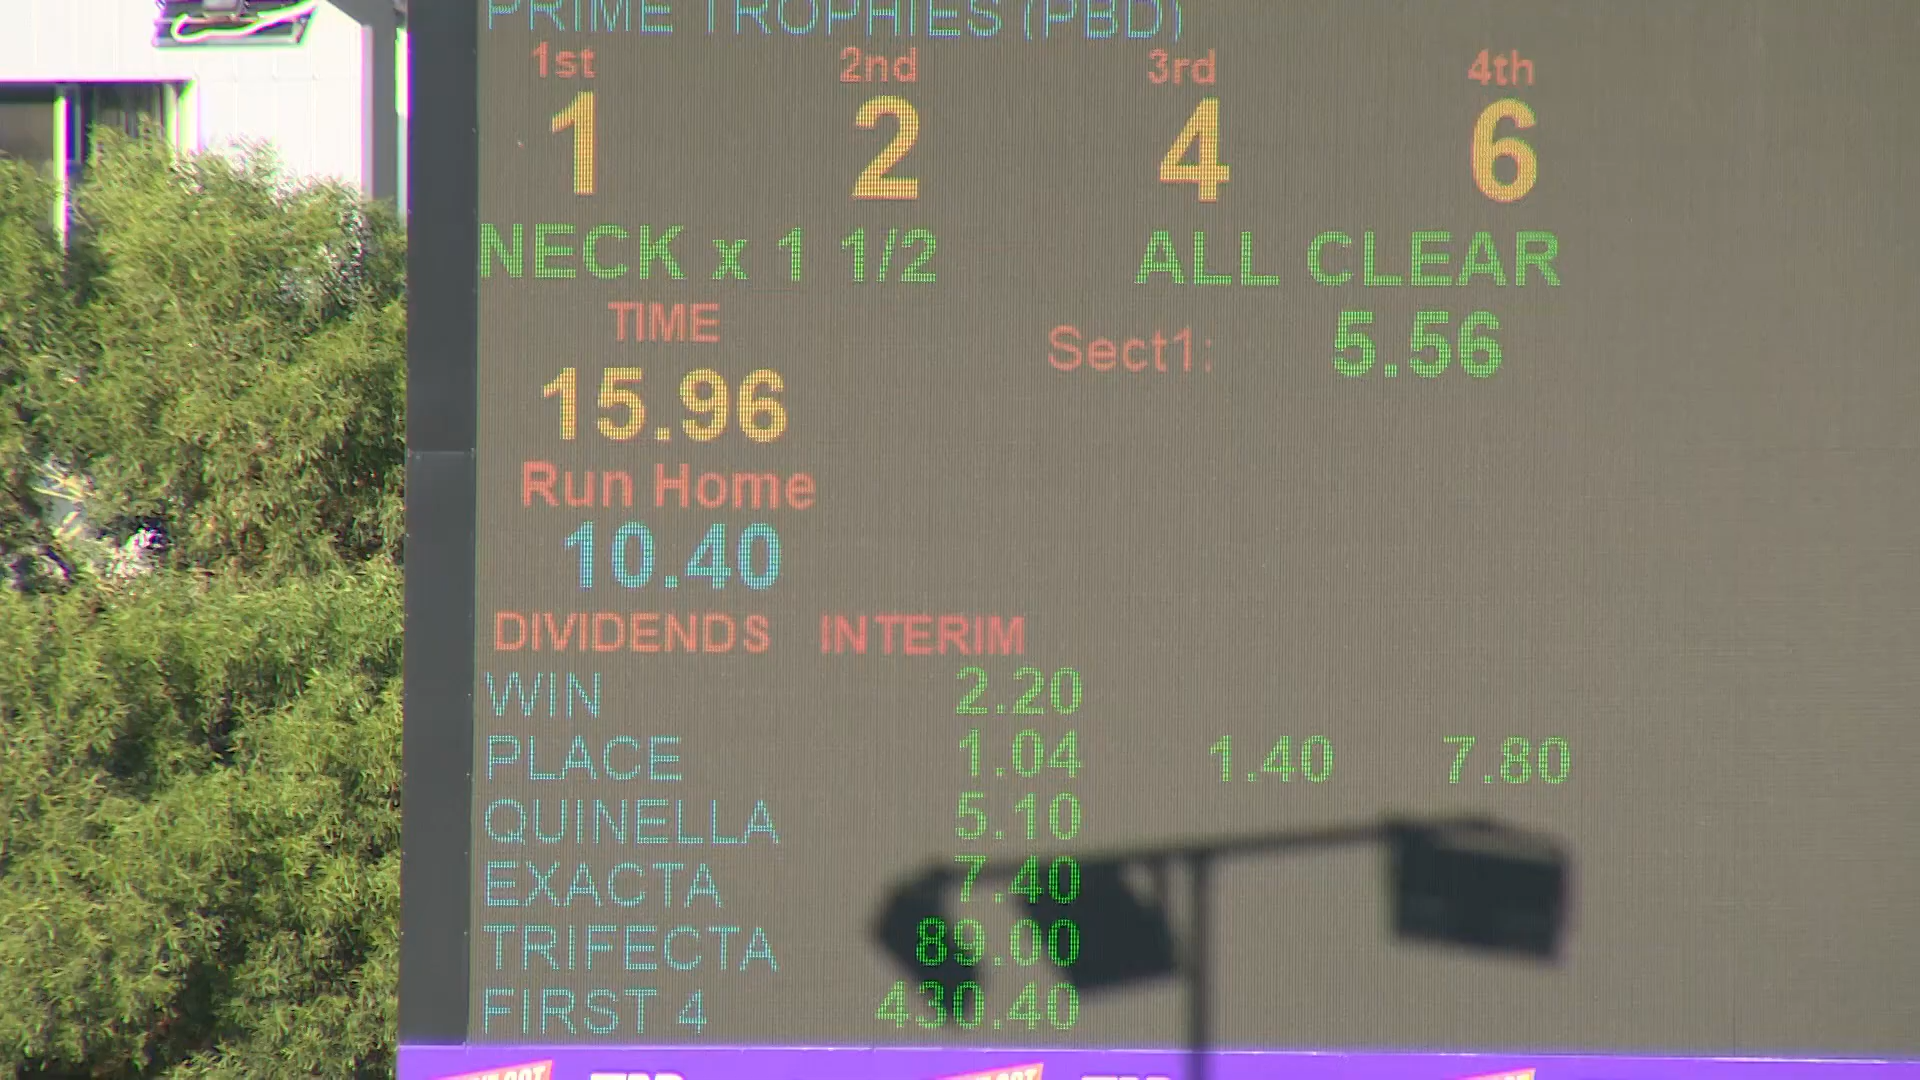 PRIME TROPHIES (PBD)
1st 2nd 3rd 4th
1 2 4 6
NECK x 1 1/2 ALL CLEAR
TIME
Sect1: 5.56
15.96
Run Home
10.40
DIVIDENDS INTERIM
WIN 2.20
PLACE 1.04 1.40 7.80
QUINELLA 5.10
EXACTA 7.40
TRIFECTA 89.00
FIRST 4 430.40